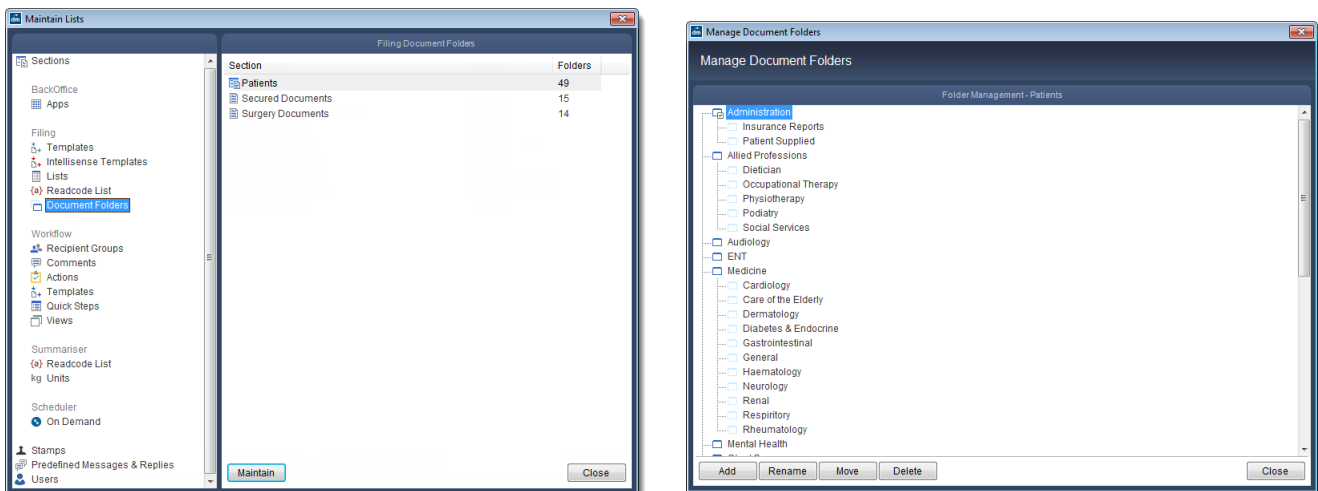 Maintain Lists
Sections
BackOffice
Apps
Filing
Templates
Intellisense Templates
Lists
{a} Readcode List
Document Folders
Workflow
Recipient Groups
Comments
Actions
Templates
Quick Steps
Views
Summariser
{a} Readcode List
kg Units
Scheduler
On Demand
Stamps
Predefined Messages & Replies
Users
Filing Document Folders
Section Folders
Patients 49
Secured Documents 15
Surgery Documents 14
Maintain Close
dm Manage Document Folders
Manage Document Folders
Folder Management - Patients
Administration
Insurance Reports
Patient Supplied
Allied Professions
Dietician
Occupational Therapy
Physiotherapy
Podiatry
Social Services
Audiology
ENT
Medicine
Cardiology
Care of the Elderly
Dermatology
Diabetes & Endocrine
Gastrointestinal
General
Haematology
Neurology
Renal
Respiritory
Rheumatology
Mental Health
Add Rename Move Delete Close